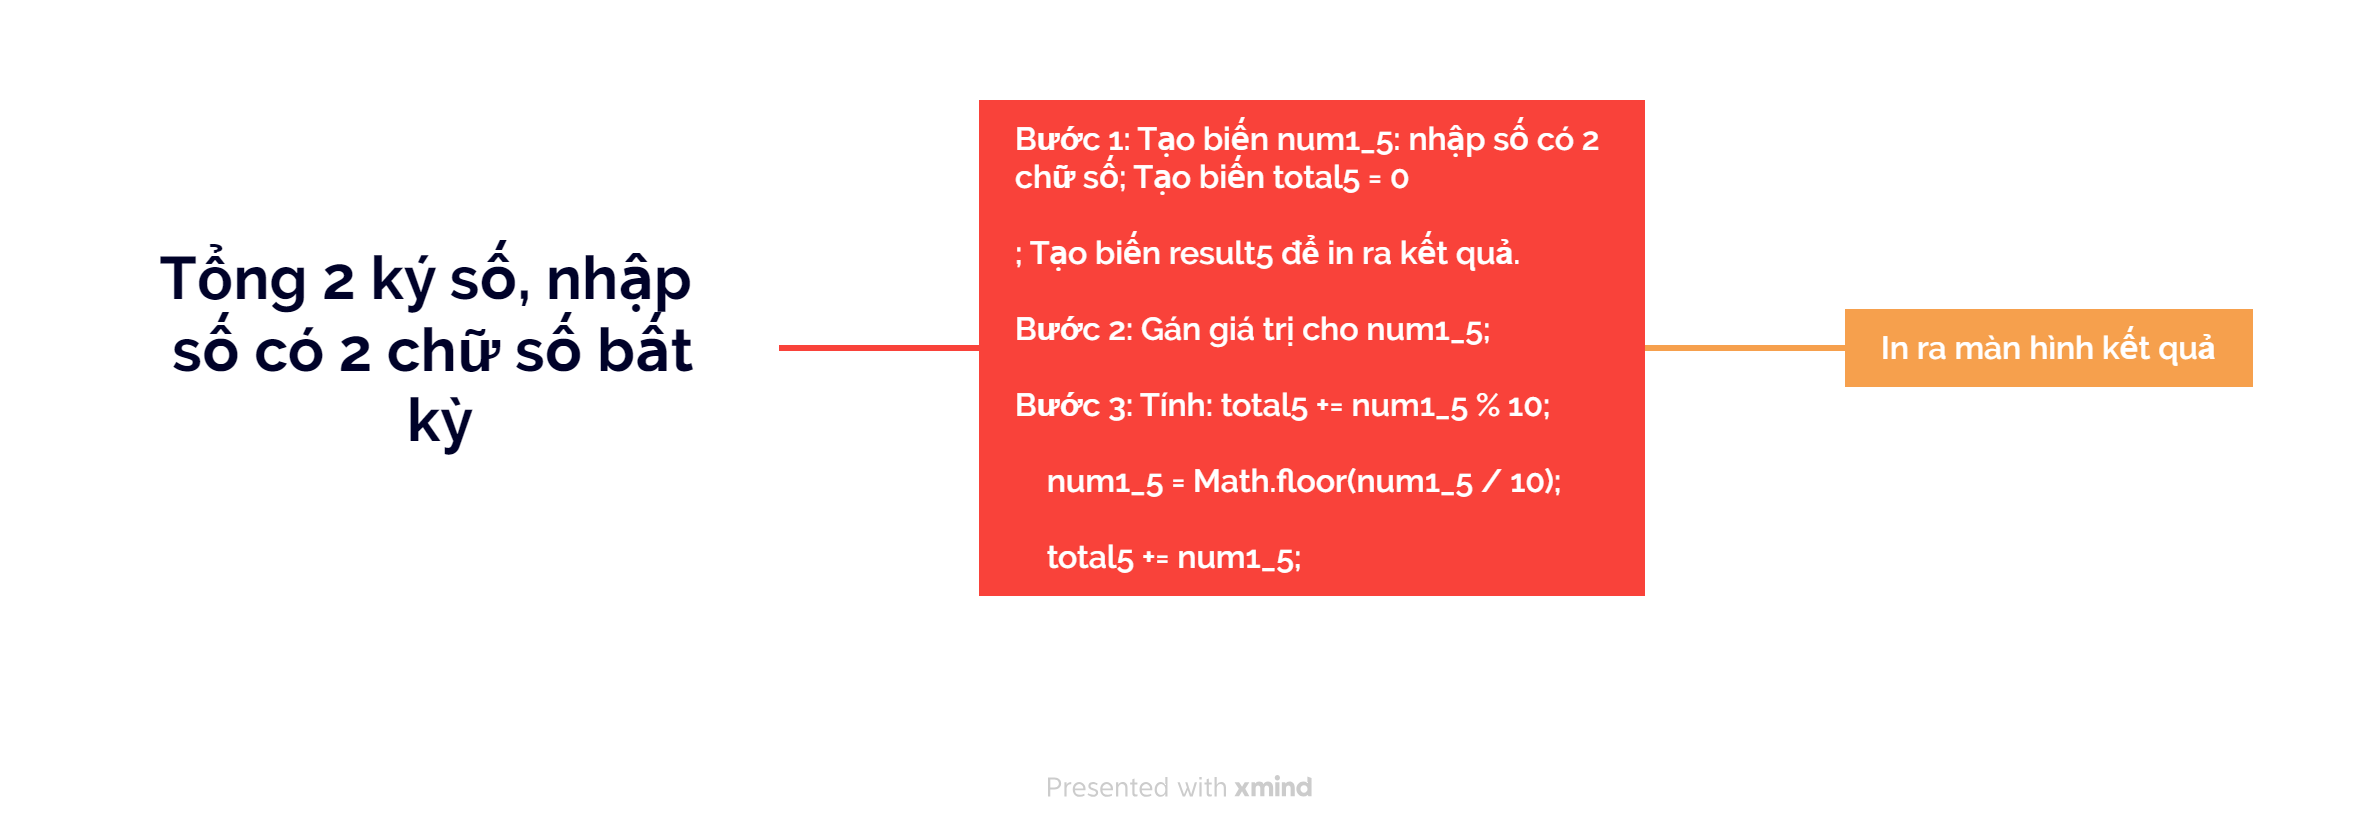 Tổng 2 ký số, nhập
số có 2 chữ số bất
kỳ
Bước 1: Tạo biến num1_5: nhập số có 2
chữ số; Tạo biến total5 = 0
; Tạo biến result5 để in ra kết quả.
Bước 2: Gán giá trị cho num1_5;
Bước 3: Tính: total5 += num1_5 % 10;
num1_5 = Math.floor(num1_5 / 10);
total5 += num1_5;
In ra màn hình kết quả
Presented with xmind